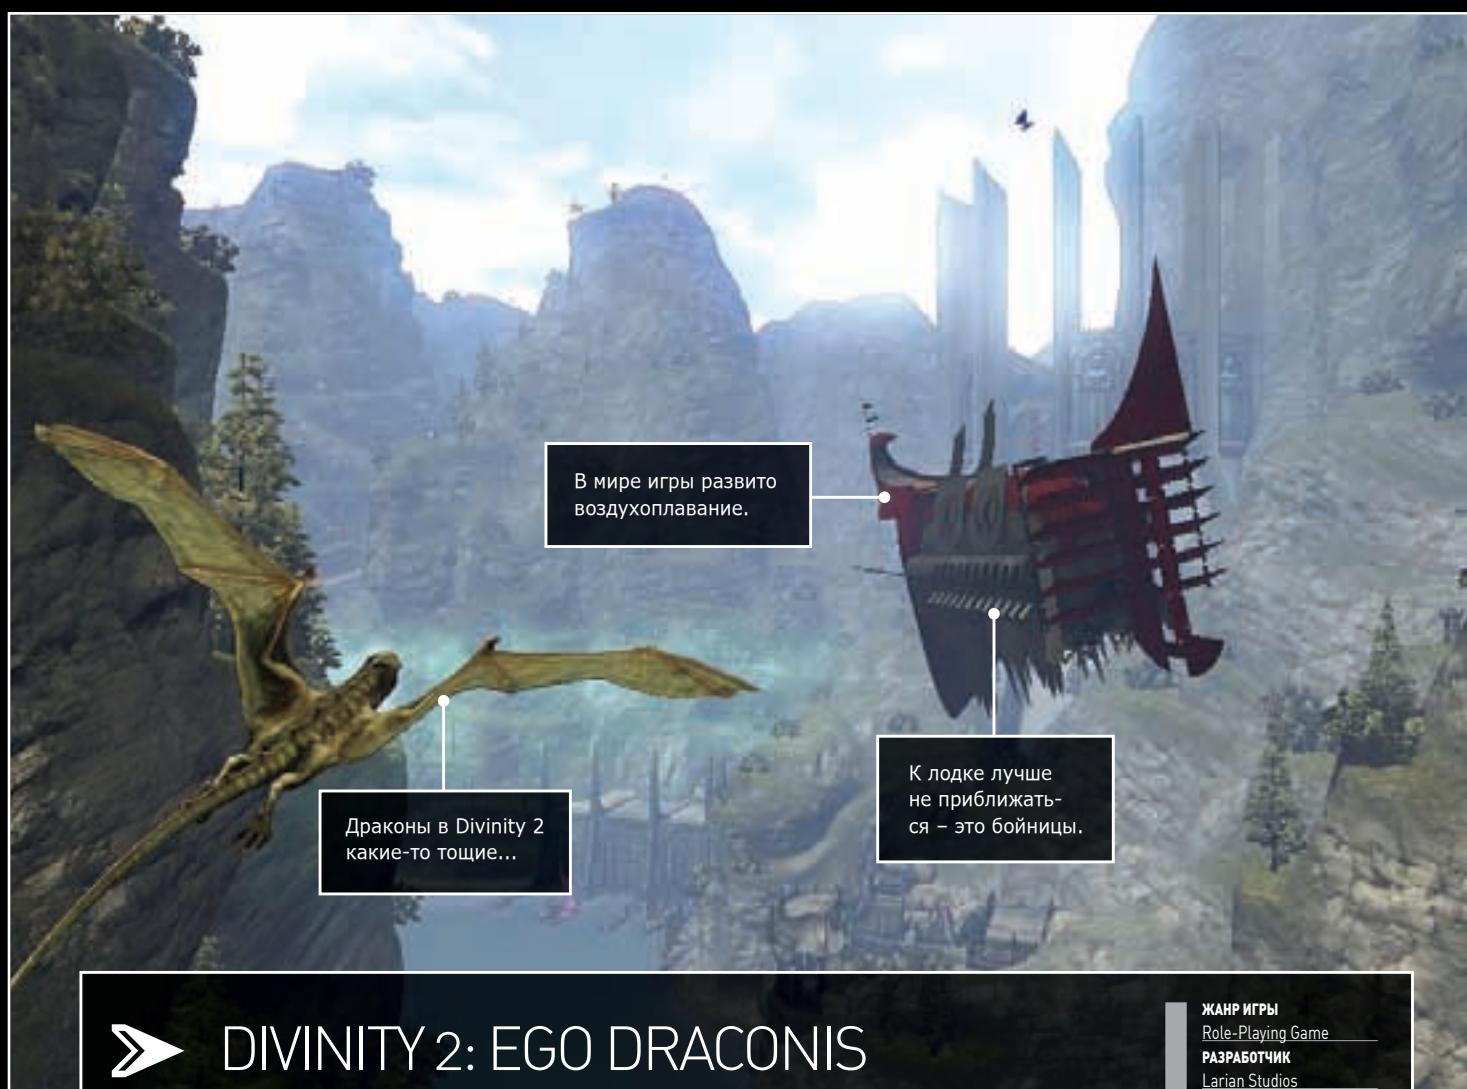 В мире игры развито
воздухоплавание.
К лодке лучше
не приближать-
ся – это бойницы.
Драконы в Divinity 2
какие-то тощие...
DIVINITY 2: EGO DRACONIS
ЖАНР ИГРЫ
Role-Playing Game
РАЗРАБОТЧИК
Larian Studios